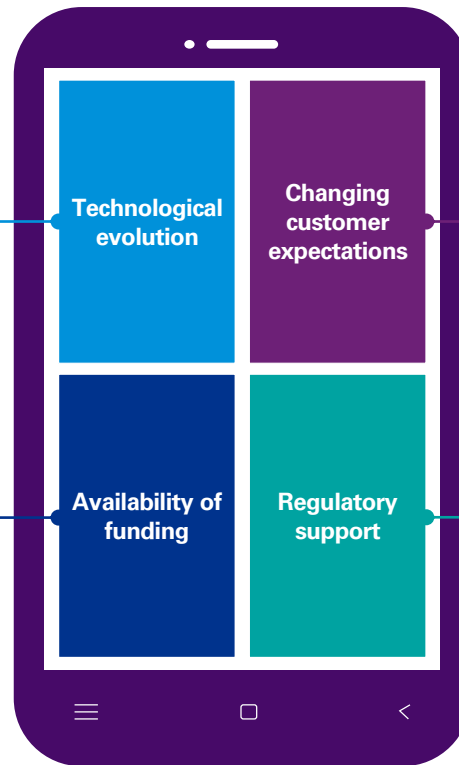 Technological
evolution
Changing
customer
expectations
Availability of
funding
Regulatory
support